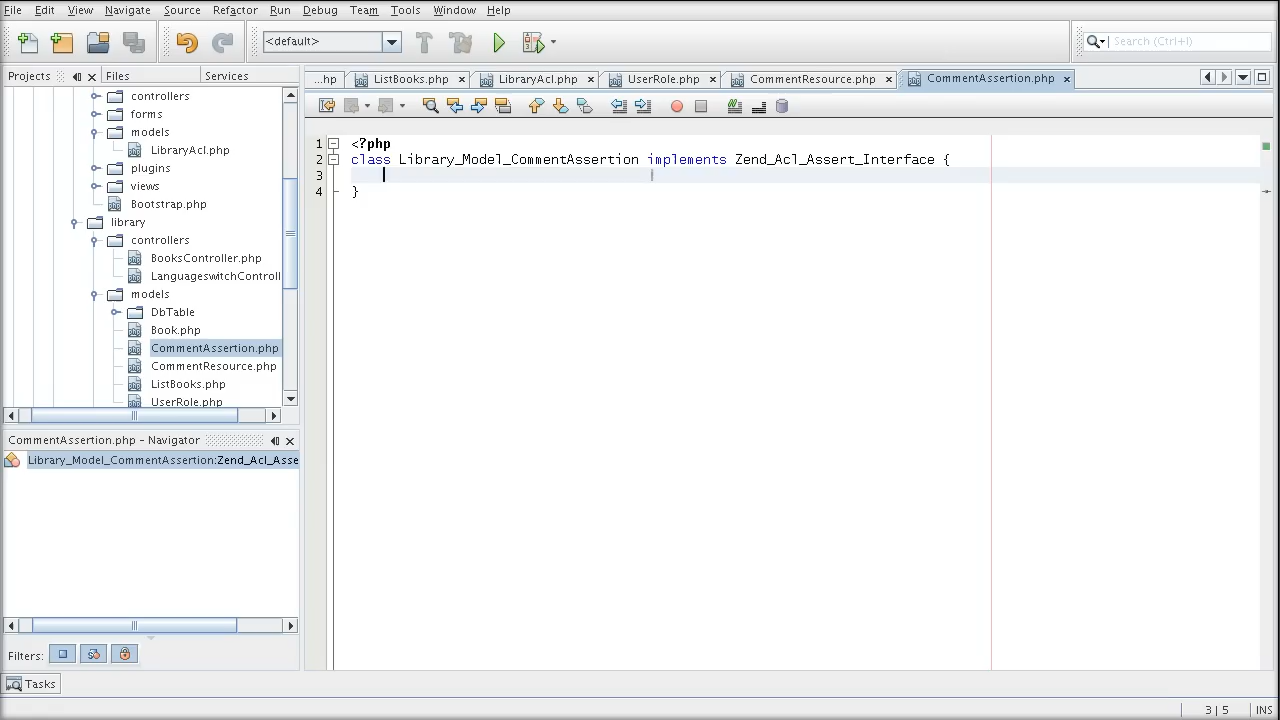 File Edit View Navigate Source Refactor Run Debug Team Tools Window Help
<default>
Search (Ctrl+I)
Projects Files Services
...hp ListBooks.php LibraryAcl.php UserRole.php CommentResource.php CommentAssertion.php
controllers
forms
models
LibraryAcl.php
plugins
views
Bootstrap.php
library
controllers
BooksController.php
LanguageswitchControll
models
DbTable
Book.php
CommentAssertion.php
CommentResource.php
ListBooks.php
UserRole.php
1 <?php
2 class Library_Model_CommentAssertion implements Zend_Acl_Assert_Interface {
3
4 }
CommentAssertion.php - Navigator
Library_Model_CommentAssertion:Zend_Acl_Asse
Filters:
Tasks
3 | 5 INS